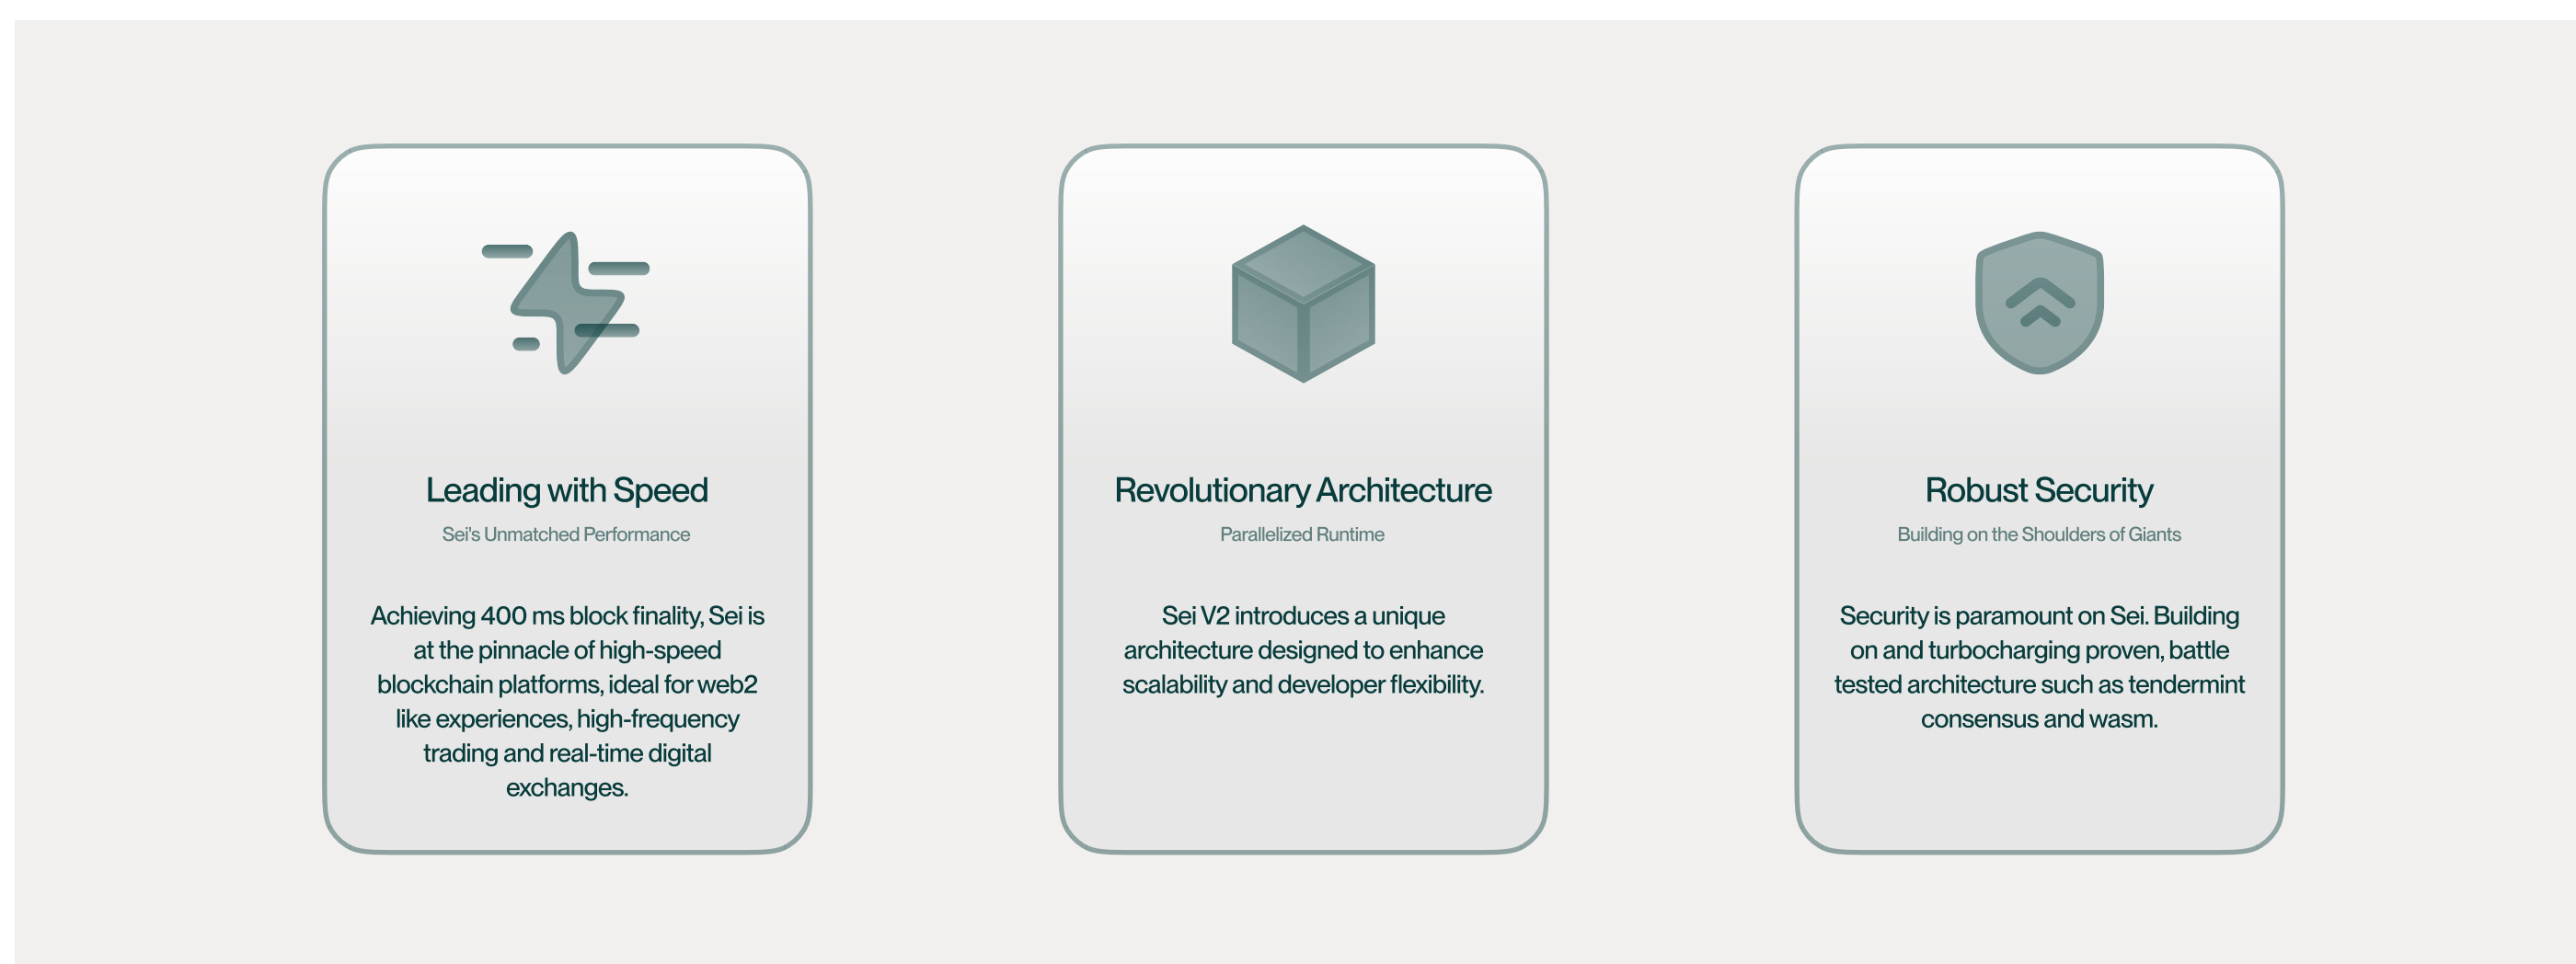 Leading with Speed
Sei's Unmatched Performance
Achieving 400 ms block finality, Sei is
at the pinnacle of high-speed
blockchain platforms, ideal for web2
like experiences, high-frequency
trading and real-time digital
exchanges.
Revolutionary Architecture
Parallelized Runtime
Sei V2 introduces a unique
architecture designed to enhance
scalability and developer flexibility.
Robust Security
Building on the Shoulders of Giants
Security is paramount on Sei. Building
on and turbocharging proven, battle
tested architecture such as tendermint
consensus and wasm.